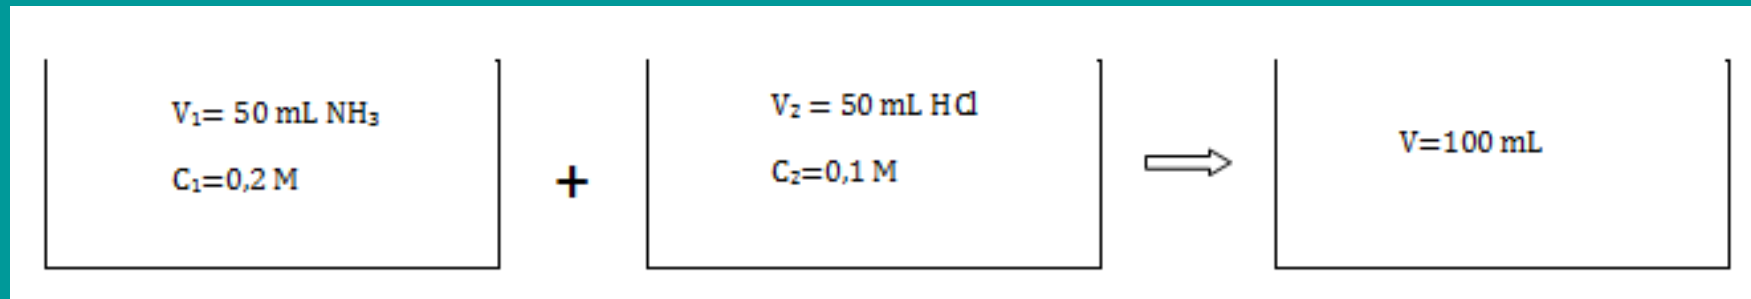 V₁= 50 mL NH₃
C₁=0,2 M
+
V₂ = 50 mL HCl
C₂=0,1 M
V=100 mL